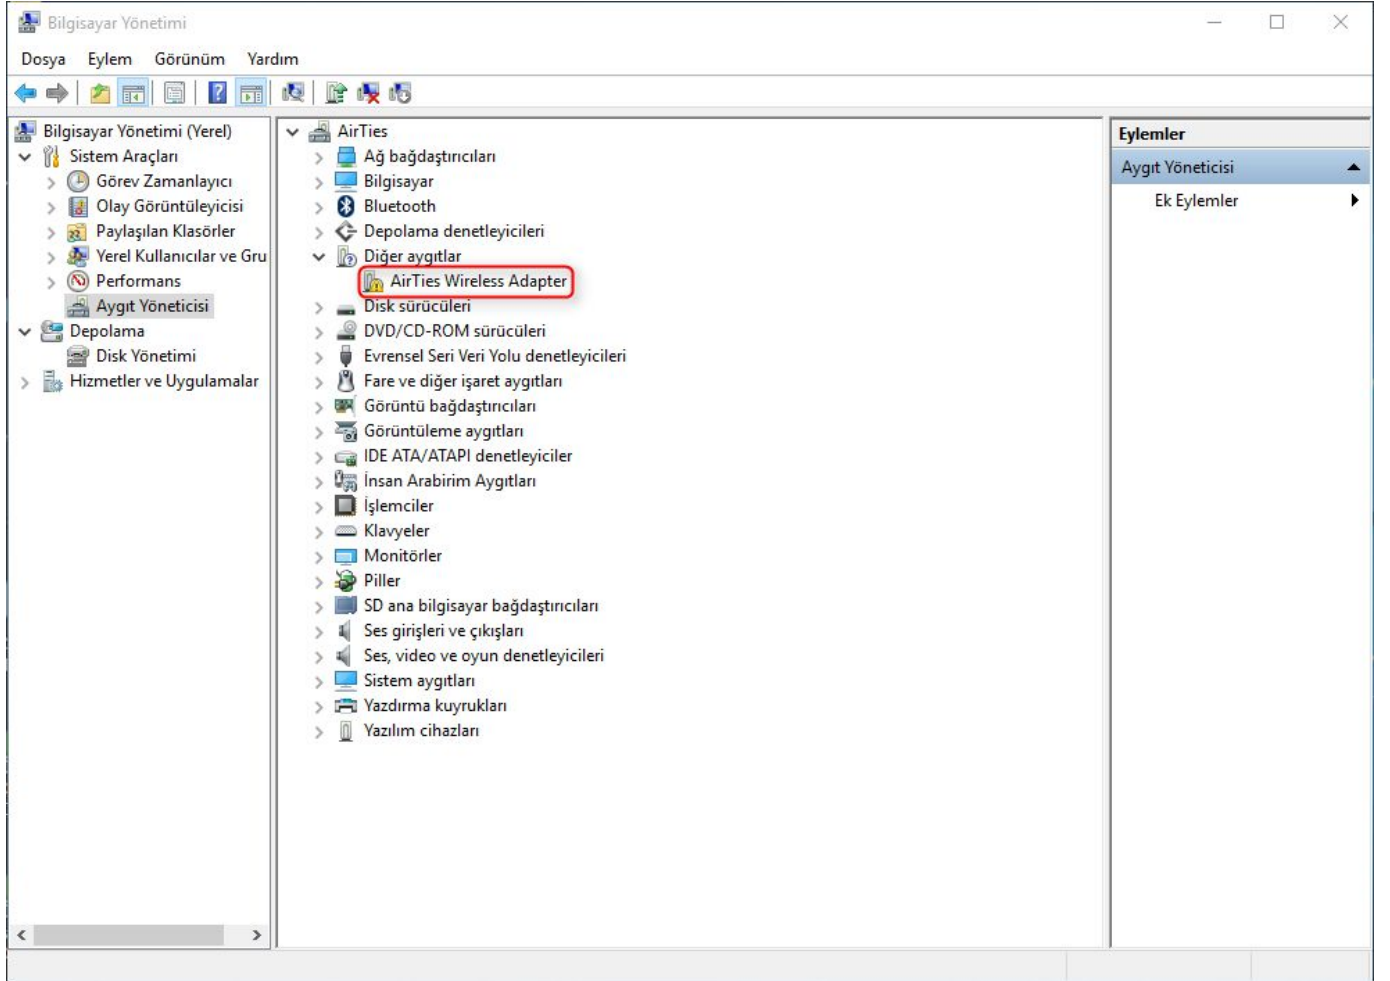 Bilgisayar Yönetimi
Dosya Eylem Görünüm Yardım
Bilgisayar Yönetimi (Yerel)
Sistem Araçları
Görev Zamanlayıcı
Olay Görüntüleyicisi
Paylaşılan Klasörler
Yerel Kullanıcılar ve Gru
Performans
Aygıt Yöneticisi
Depolama
Disk Yönetimi
Hizmetler ve Uygulamalar
AirTies
Ağ bağdaştırıcıları
Bilgisayar
Bluetooth
Depolama denetleyicileri
Diğer aygıtlar
AirTies Wireless Adapter
Disk sürücüleri
DVD/CD-ROM sürücüleri
Evrensel Seri Veri Yolu denetleyicileri
Fare ve diğer işaret aygıtları
Görüntü bağdaştırıcıları
Görüntüleme aygıtları
IDE ATA/ATAPI denetleyiciler
İnsan Arabirim Aygıtları
İşlemciler
Klavyeler
Monitörler
Piller
SD ana bilgisayar bağdaştırıcıları
Ses girişleri ve çıkışları
Ses, video ve oyun denetleyicileri
Sistem aygıtları
Yazdırma kuyrukları
Yazılım cihazları
Eylemler
Aygıt Yöneticisi
Ek Eylemler